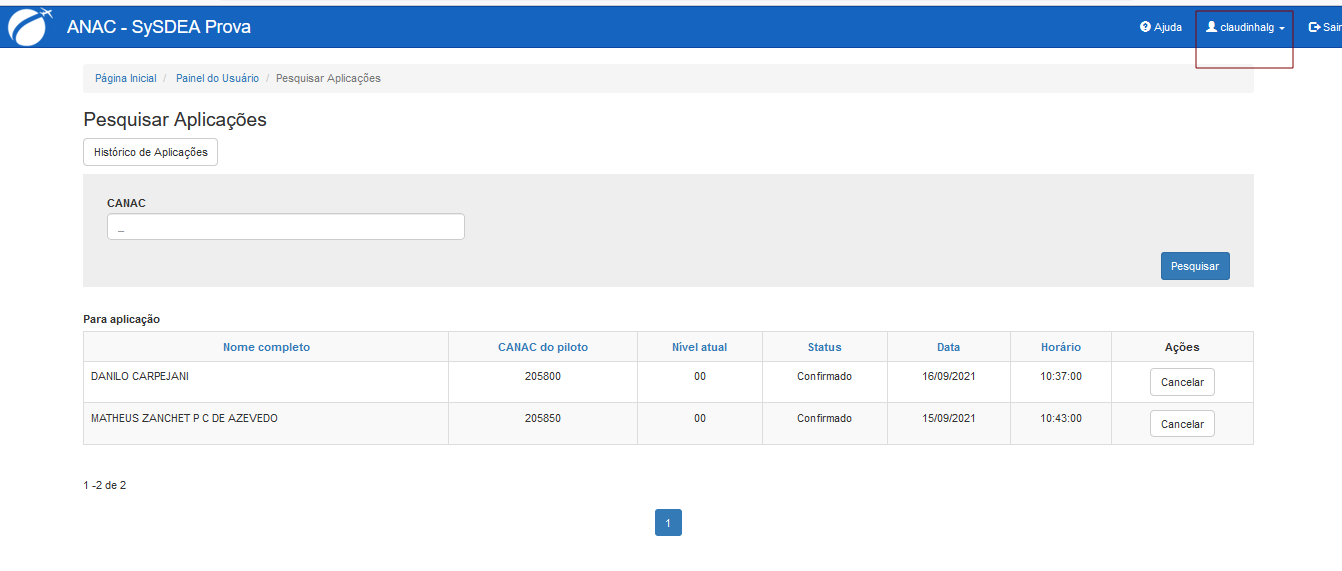 ANAC - SySDEA Prova
Ajuda claudinhalg Sair
Página Inicial / Painel do Usuário / Pesquisar Aplicações
Pesquisar Aplicações
Histórico de Aplicações
CANAC
_
Pesquisar
Para aplicação
Nome completo CANAC do piloto Nível atual Status Data Horário Ações
DANILO CARPEJANI 205800 00 Confirmado 16/09/2021 10:37:00 Cancelar
MATHEUS ZANCHET P C DE AZEVEDO 205850 00 Confirmado 15/09/2021 10:43:00 Cancelar
1 -2 de 2
1